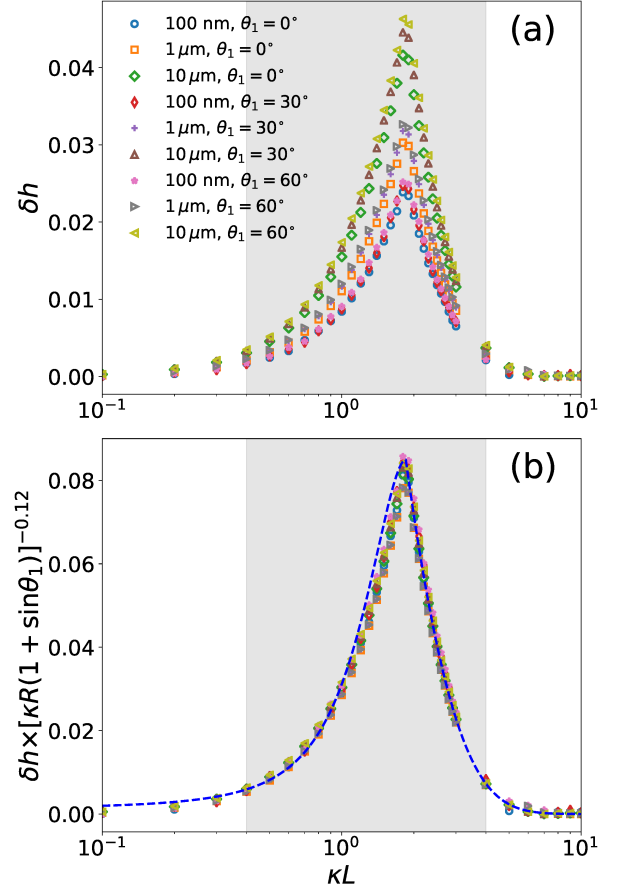 (a)
100 nm, θ₁ = 0°
1 μm, θ₁ = 0°
10 μm, θ₁ = 0°
100 nm, θ₁ = 30°
1 μm, θ₁ = 30°
10 μm, θ₁ = 30°
100 nm, θ₁ = 60°
1 μm, θ₁ = 60°
10 μm, θ₁ = 60°
δh
0.04
0.03
0.02
0.01
0.00
10⁻¹ 10⁰ 10¹
(b)
δh×[κR(1 + sinθ₁)]⁻⁰·¹²
0.08
0.06
0.04
0.02
0.00
10⁻¹ 10⁰ 10¹
κL